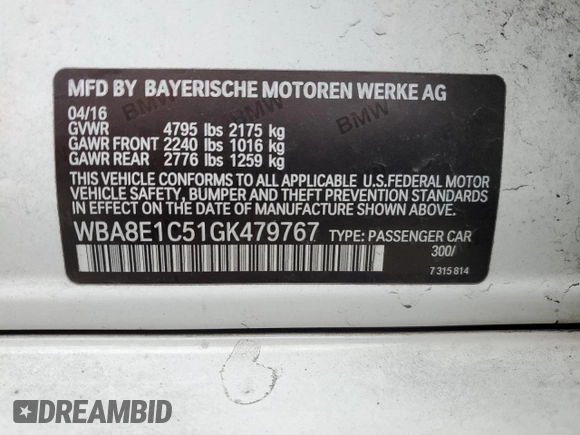 MFD BY BAYERISCHE MOTOREN WERKE AG
04/16
GVWR 4795 lbs 2175 kg
GAWR FRONT 2240 lbs 1016 kg
GAWR REAR 2776 lbs 1259 kg
THIS VEHICLE CONFORMS TO ALL APPLICABLE U.S.FEDERAL MOTOR
VEHICLE SAFETY, BUMPER AND THEFT PREVENTION STANDARDS
IN EFFECT ON THE DATE OF MANUFACTURE SHOWN ABOVE.
WBA8E1C51GK479767 TYPE: PASSENGER CAR
300/
7 315 814
BMW
BMW
BMW
DREAMBID